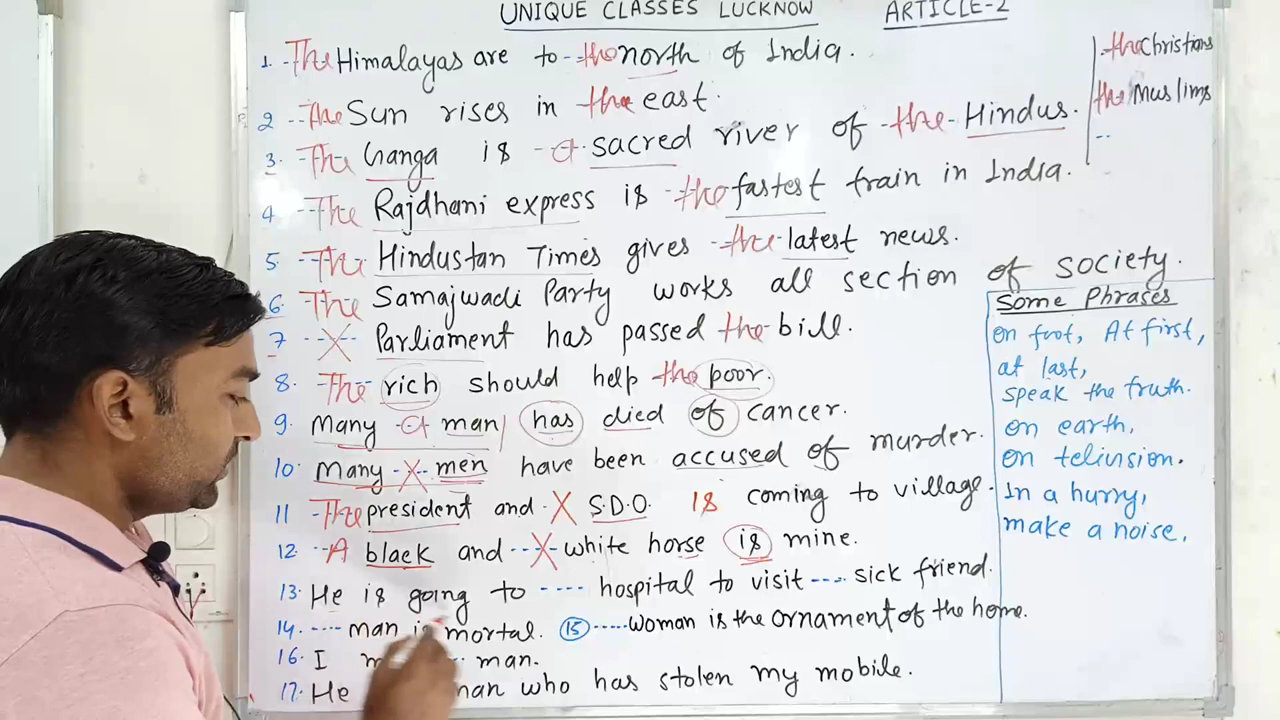 UNIQUE CLASSES LUCKNOW ARTICLE-2
1. The Himalayas are to the north of India.
2 The Sun rises in the east.
3. The Ganga is a sacred river of the Hindus.
4 The Rajdhani express is the fastest train in India.
5. The Hindustan Times gives the latest news.
6 The Samajwadi Party works all section of society.
7 X Parliament has passed the bill.
8. The rich should help the poor.
9. Many a man has died of cancer.
10. Many X men have been accused of murder.
11 The president and X S.D.O. is coming to village.
12. A black and X white horse is mine.
13. He is going to .... hospital to visit .... sick friend.
14. .... man is mortal. 15 ..... woman is the ornament of the home.
16. I man.
17. He man who has stolen my mobile.
the Christians
the Muslims
Some Phrases
on foot, At first,
at last,
speak the truth.
on earth,
on telivsion.
In a hurry,
make a noise.